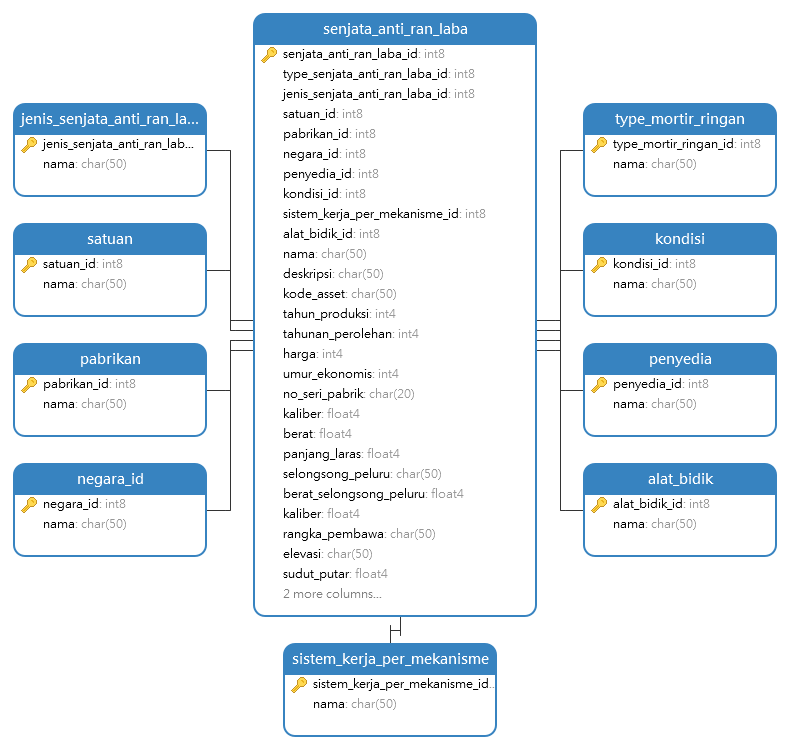 senjata_anti_ran_laba
senjata_anti_ran_laba_id: int8
type_senjata_anti_ran_laba_id: int8
jenis_senjata_anti_ran_laba_id: int8
satuan_id: int8
pabrikan_id: int8
negara_id: int8
penyedia_id: int8
kondisi_id: int8
sistem_kerja_per_mekanisme_id: int8
alat_bidik_id: int8
nama: char(50)
deskripsi: char(50)
kode_asset: char(50)
tahun_produksi: int4
tahunan_perolehan: int4
harga: int4
umur_ekonomis: int4
no_seri_pabrik: char(20)
kaliber: float4
berat: float4
panjang_laras: float4
selongsong_peluru: char(50)
berat_selongsong_peluru: float4
kaliber: float4
rangka_pembawa: char(50)
elevasi: char(50)
sudut_putar: float4
2 more columns...
jenis_senjata_anti_ran_la...
jenis_senjata_anti_ran_lab...
nama: char(50)
satuan
satuan_id: int8
nama: char(50)
pabrikan
pabrikan_id: int8
nama: char(50)
negara_id
negara_id: int8
nama: char(50)
type_mortir_ringan
type_mortir_ringan_id: int8
nama: char(50)
kondisi
kondisi_id: int8
nama: char(50)
penyedia
penyedia_id: int8
nama: char(50)
alat_bidik
alat_bidik_id: int8
nama: char(50)
sistem_kerja_per_mekanisme
sistem_kerja_per_mekanisme_id...
nama: char(50)